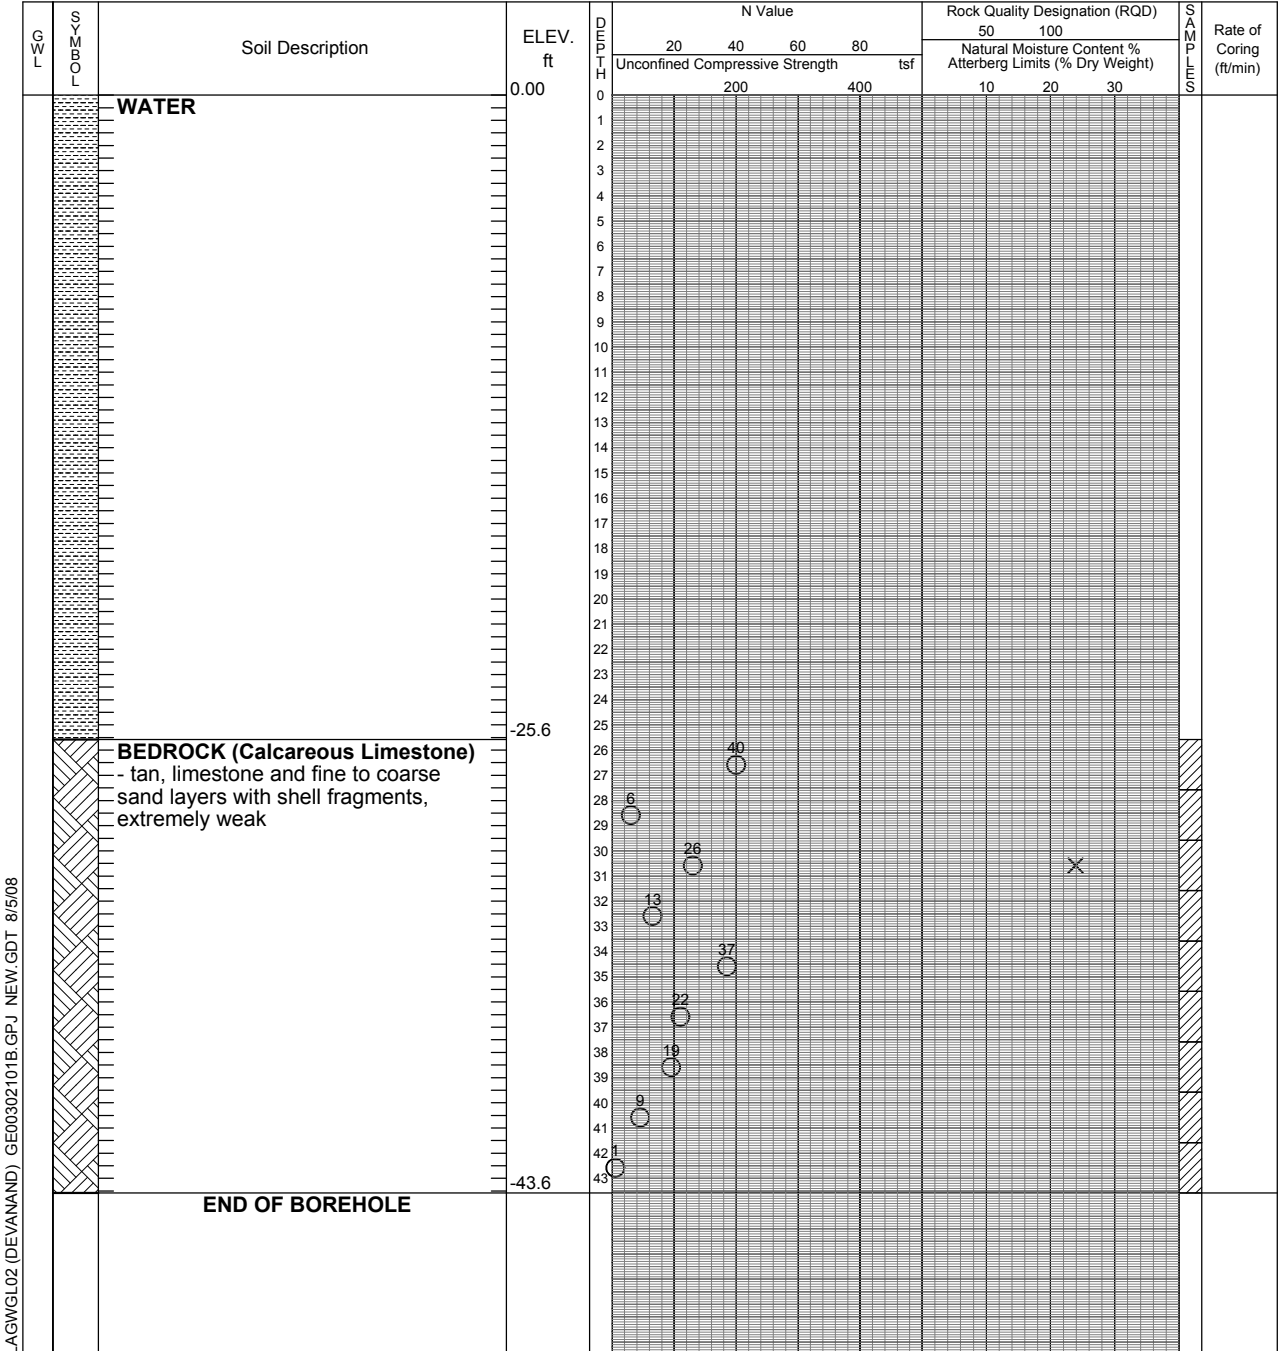 GWL
SYMBOL
Soil Description
ELEV.
ft
DEPTH
N Value
20 40 60 80
Unconfined Compressive Strength tsf
200 400
Rock Quality Designation (RQD)
50 100
Natural Moisture Content %
Atterberg Limits (% Dry Weight)
10 20 30
SAMPLES
Rate of
Coring
(ft/min)
0.00
0
WATER
1
2
3
4
5
6
7
8
9
10
11
12
13
14
15
16
17
18
19
20
21
22
23
24
25
-25.6
BEDROCK (Calcareous Limestone)
- tan, limestone and fine to coarse
sand layers with shell fragments,
extremely weak
26
40
27
28
6
29
30
26
31
32
13
33
34
37
35
36
22
37
38
19
39
40
9
41
42
1
43
-43.6
END OF BOREHOLE
AGWGL02 (DEVANAND) GE00302101B.GPJ NEW.GDT 8/5/08